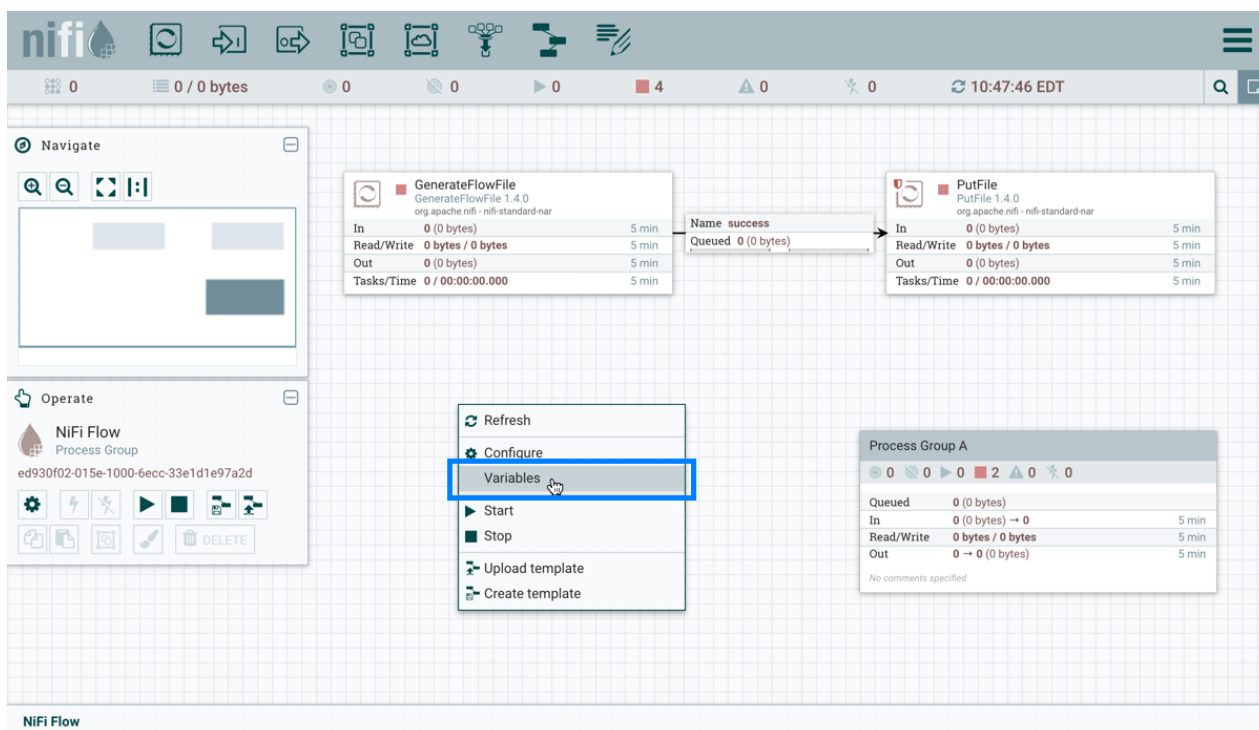 nifi
0
0 / 0 bytes
0
0
0
4
0
0
10:47:46 EDT
Navigate
GenerateFlowFile
GenerateFlowFile 1.4.0
org.apache.nifi - nifi-standard-nar
In 0 (0 bytes) 5 min
Read/Write 0 bytes / 0 bytes 5 min
Out 0 (0 bytes) 5 min
Tasks/Time 0 / 00:00:00.000 5 min
Name success
Queued 0 (0 bytes)
PutFile
PutFile 1.4.0
org.apache.nifi - nifi-standard-nar
In 0 (0 bytes) 5 min
Read/Write 0 bytes / 0 bytes 5 min
Out 0 (0 bytes) 5 min
Tasks/Time 0 / 00:00:00.000 5 min
Operate
NiFi Flow
Process Group
ed930f02-015e-1000-6ecc-33e1d1e97a2d
DELETE
Refresh
Configure
Variables
Start
Stop
Upload template
Create template
Process Group A
0 0 0 2 0 0
Queued 0 (0 bytes)
In 0 (0 bytes) → 0 5 min
Read/Write 0 bytes / 0 bytes 5 min
Out 0 → 0 (0 bytes) 5 min
No comments specified
NiFi Flow